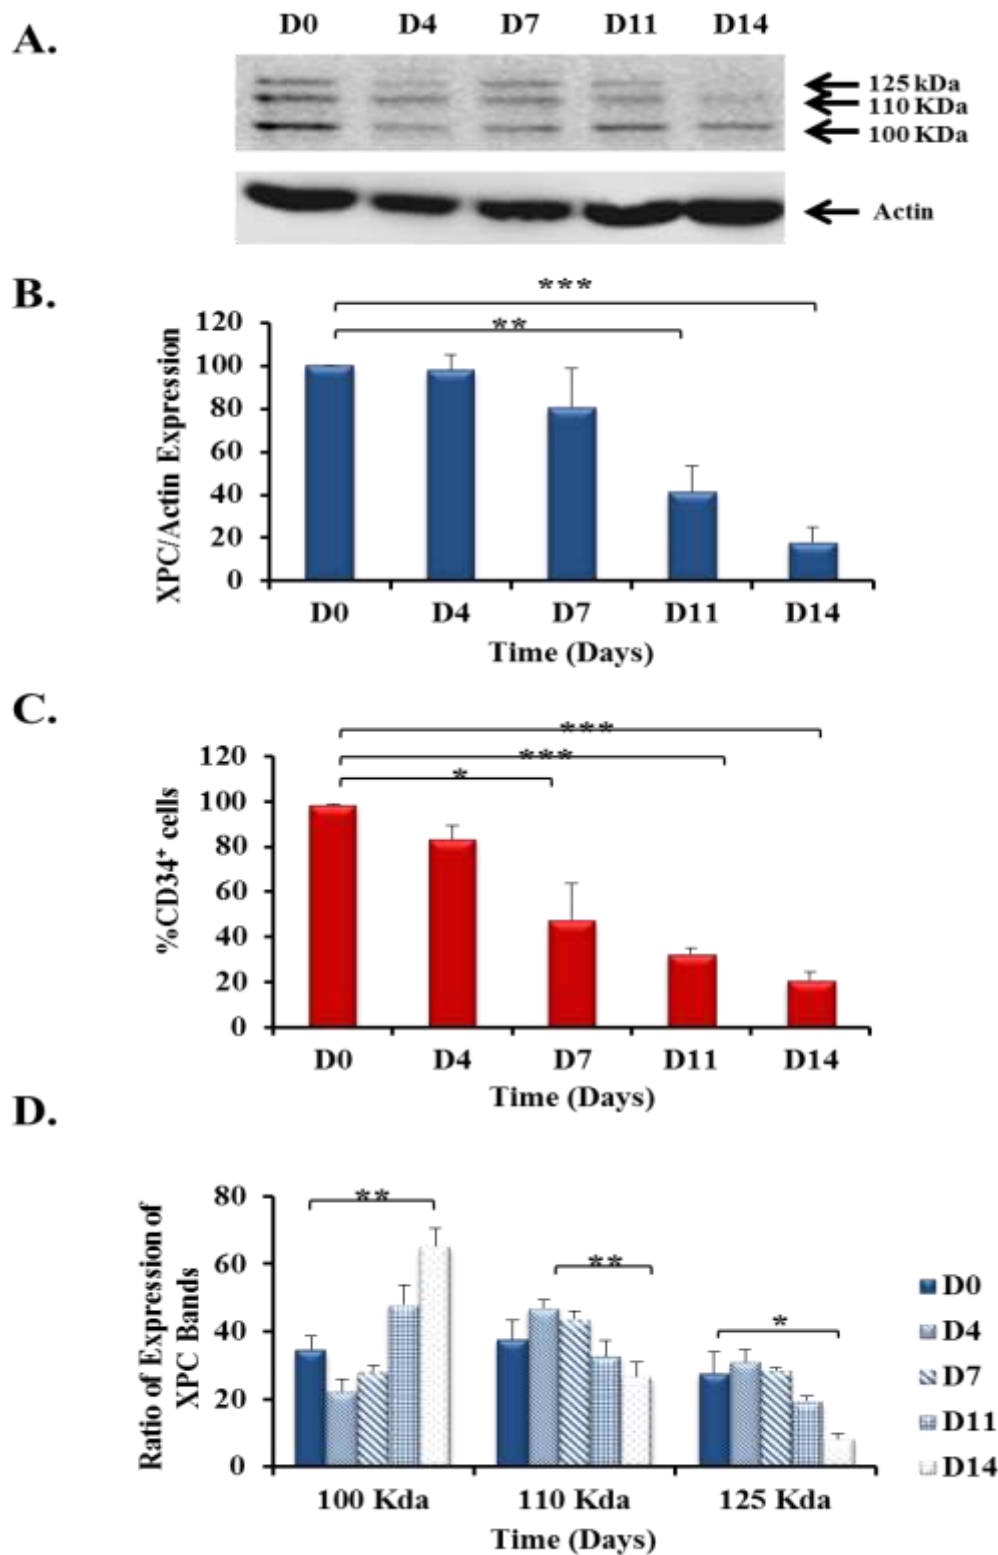 A.
D0 D4 D7 D11 D14
125 kDa
110 KDa
100 KDa
Actin
B.
***
**
XPC/Actin Expression
120
100
80
60
40
20
0
D0 D4 D7 D11 D14
Time (Days)
C.
***
***
*
%CD34⁺ cells
120
100
80
60
40
20
0
D0 D4 D7 D11 D14
Time (Days)
D.
Ratio of Expression of
XPC Bands
80
60
40
20
0
**
**
*
100 Kda 110 Kda 125 Kda
Time (Days)
D0
D4
D7
D11
D14